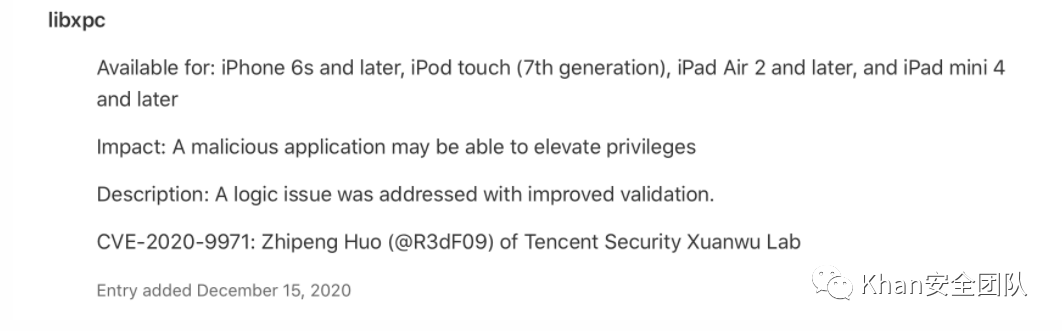 libxpc
Available for: iPhone 6s and later, iPod touch (7th generation), iPad Air 2 and later, and iPad mini 4
and later
Impact: A malicious application may be able to elevate privileges
Description: A logic issue was addressed with improved validation.
CVE-2020-9971: Zhipeng Huo (@R3dF09) of Tencent Security Xuanwu Lab
Entry added December 15, 2020
Khan安全团队